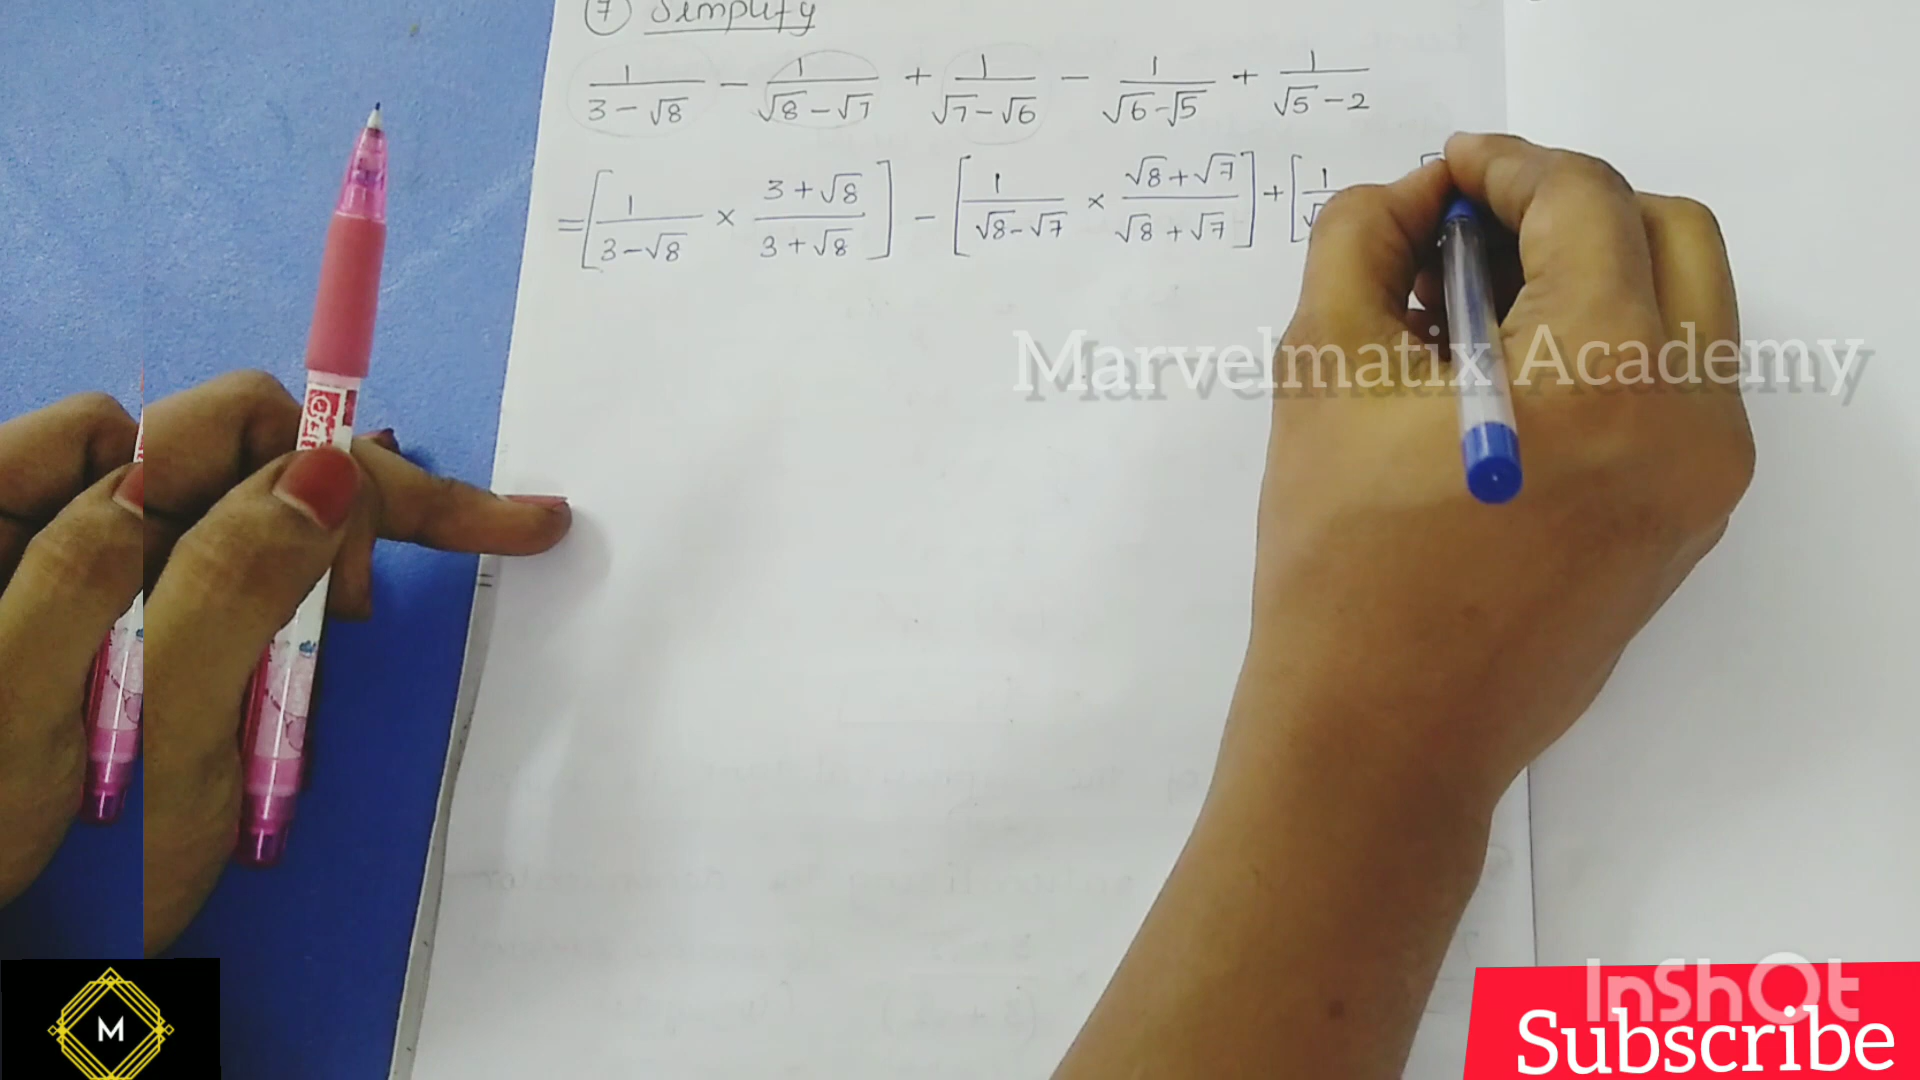 7 Simplify
1/(3-√8) - 1/(√8-√7) + 1/(√7-√6) - 1/(√6-√5) + 1/(√5-2)
= [1/(3-√8) × (3+√8)/(3+√8)] - [1/(√8-√7) × (√8+√7)/(√8+√7)] + [1/√
Marvelmatix Academy
M
InShOt
Subscribe